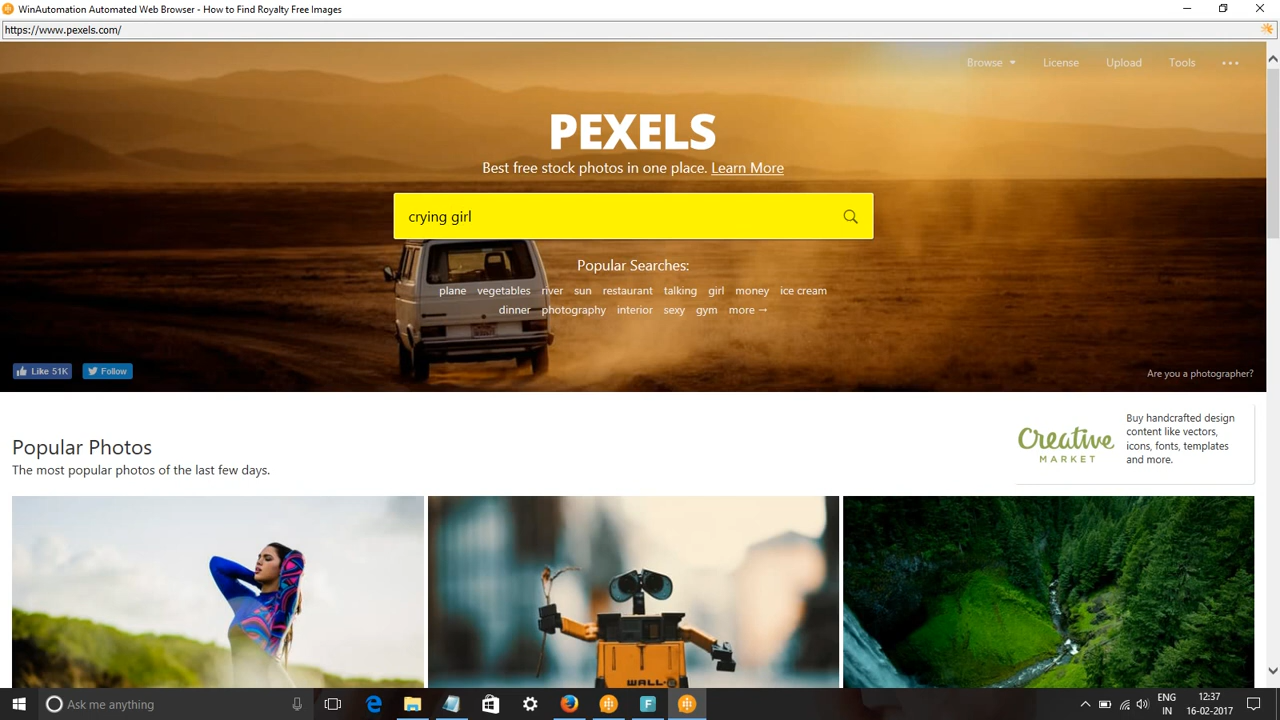 WinAutomation Automated Web Browser - How to Find Royalty Free Images
https://www.pexels.com/
Browse License Upload Tools
PEXELS
Best free stock photos in one place. Learn More
crying girl
Popular Searches:
plane vegetables river sun restaurant talking girl money ice cream
dinner photography interior sexy gym more →
Like 51K Follow
Are you a photographer?
Popular Photos
The most popular photos of the last few days.
Creative
MARKET
Buy handcrafted design
content like vectors,
icons, fonts, templates
and more.
WALL·E
Ask me anything
ENG
IN
12:37
16-02-2017